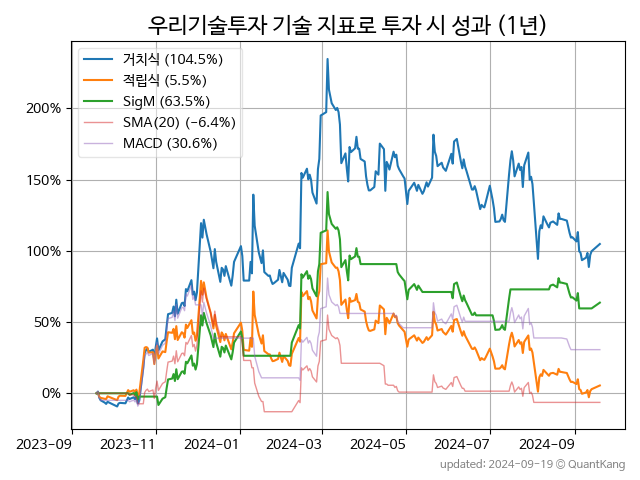 우리기술투자 기술 지표로 투자 시 성과 (1년)
거치식 (104.5%)
적립식 (5.5%)
SigM (63.5%)
SMA(20) (−6.4%)
MACD (30.6%)
200%
150%
100%
50%
0%
2023-09 2023-11 2024-01 2024-03 2024-05 2024-07 2024-09
updated: 2024-09-19 @ QuantKang